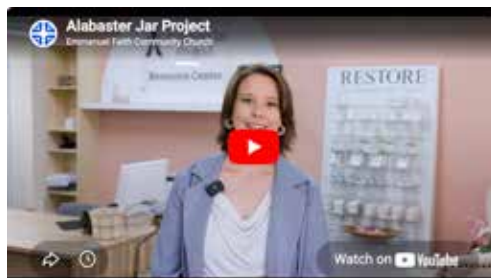 Alabaster Jar Project
Emmanuel Faith Community Church
Resource Center
RESTORE
Watch on YouTube